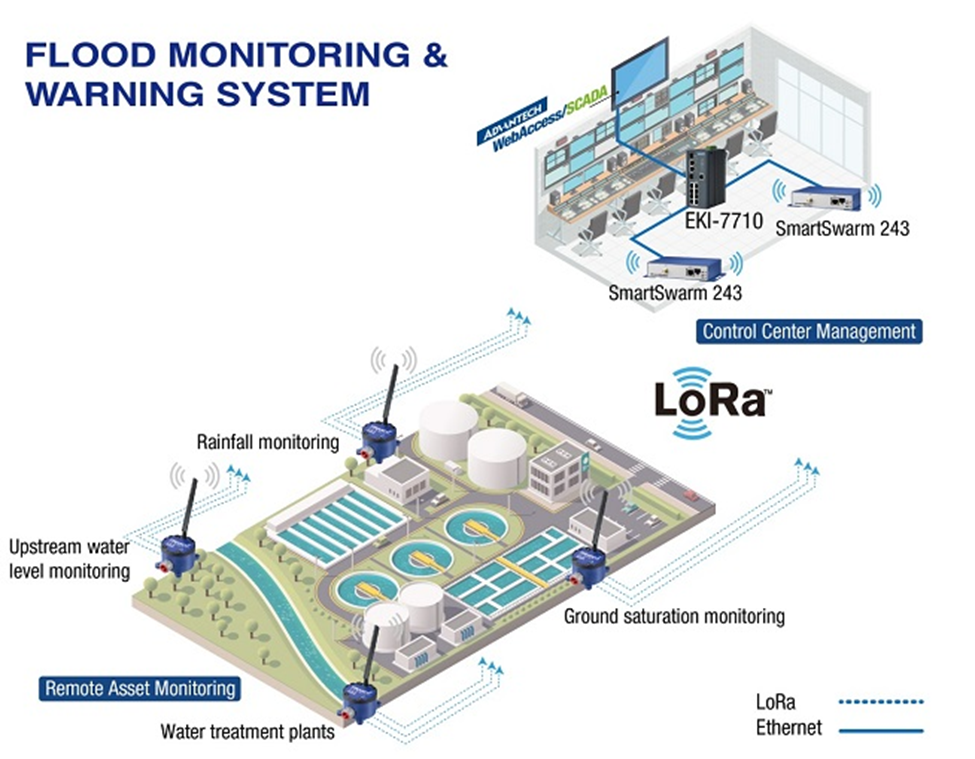 FLOOD MONITORING &
WARNING SYSTEM
ADVANTECH
WebAccess/SCADA
EKI-7710
SmartSwarm 243
SmartSwarm 243
Control Center Management
LoRa™
Rainfall monitoring
Upstream water
level monitoring
Ground saturation monitoring
Remote Asset Monitoring
Water treatment plants
LoRa
Ethernet